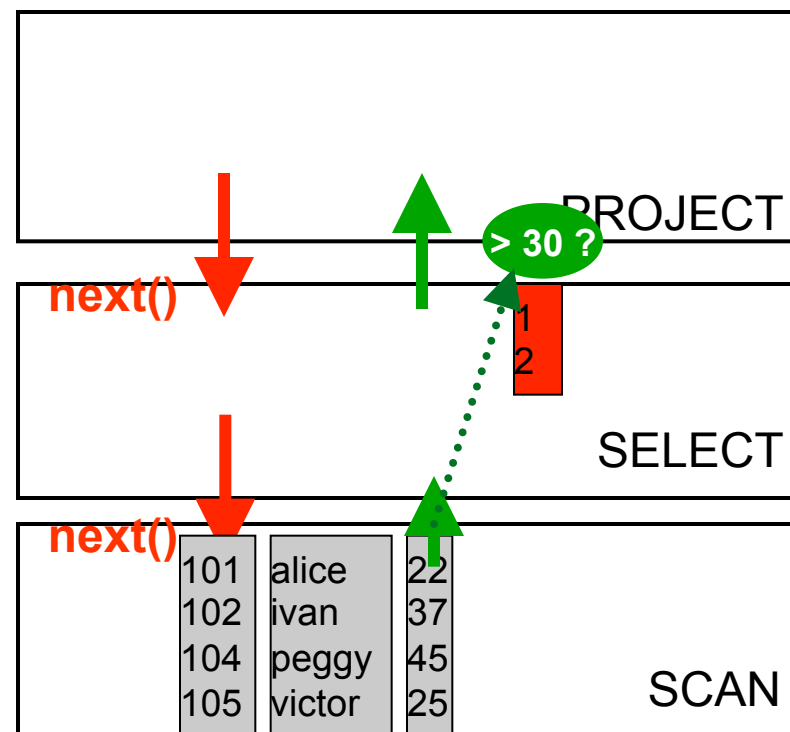 PROJECT
> 30 ?
next()
1
2
SELECT
next()
101 alice 22
102 ivan 37
104 peggy 45
105 victor 25
SCAN